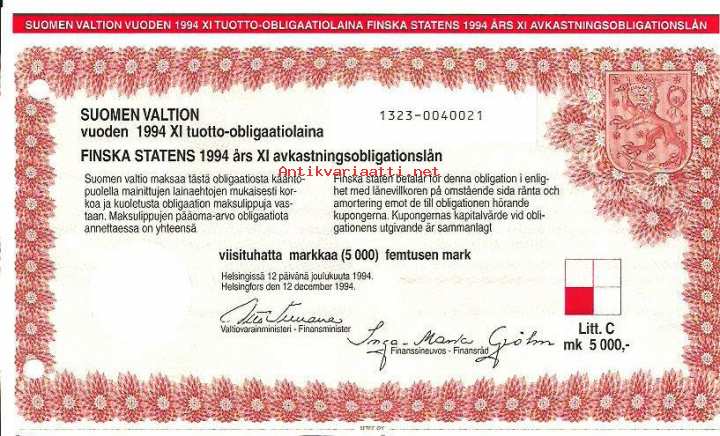 SUOMEN VALTION VUODEN 1994 XI TUOTTO-OBLIGAATIOLAINA FINSKA STATENS 1994 ÅRS XI AVKASTNINGSOBLIGATIONSLÅN
SUOMEN VALTION
vuoden 1994 XI tuotto-obligaatiolaina
1323-0040021
FINSKA STATENS 1994 års XI avkastningsobligationslån
Antikvariaatti.net
Suomen valtio maksaa tästä obligaatiosta kääntö-
puolella mainittujen lainaehtojen mukaisesti kor-
koa ja kuoletusta obligaation maksulippuja vas-
taan. Maksulippujen pääoma-arvo obligaatiota
annettaessa on yhteensä
Finska staten betalar för denna obligation i enlig-
het med lånevillkoren på omstående sida ränta och
amortering emot de till obligationen hörande
kupongerna. Kupongernas kapitalvärde vid obli-
gationens utgivande är sammanlagt
viisituhatta markkaa (5 000) femtusen mark
Helsingissä 12 päivänä joulukuuta 1994.
Helsingfors den 12 december 1994.
Valtiovarainministeri - Finansminister
Inga-Maria Gröhn
Finanssineuvos - Finansråd
Litt. C
mk 5 000,-